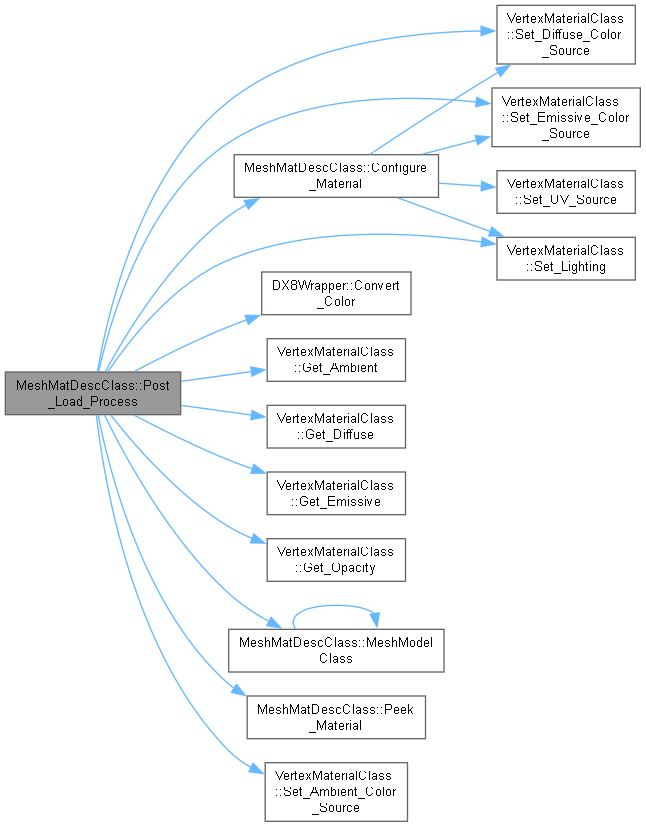 VertexMaterialClass
::Set_Diffuse_Color
_Source
VertexMaterialClass
::Set_Emissive_Color
_Source
MeshMatDescClass::Configure
_Material
VertexMaterialClass
::Set_UV_Source
VertexMaterialClass
::Set_Lighting
DX8Wrapper::Convert
_Color
VertexMaterialClass
::Get_Ambient
MeshMatDescClass::Post
_Load_Process
VertexMaterialClass
::Get_Diffuse
VertexMaterialClass
::Get_Emissive
VertexMaterialClass
::Get_Opacity
MeshMatDescClass::MeshModel
Class
MeshMatDescClass::Peek
_Material
VertexMaterialClass
::Set_Ambient_Color
_Source